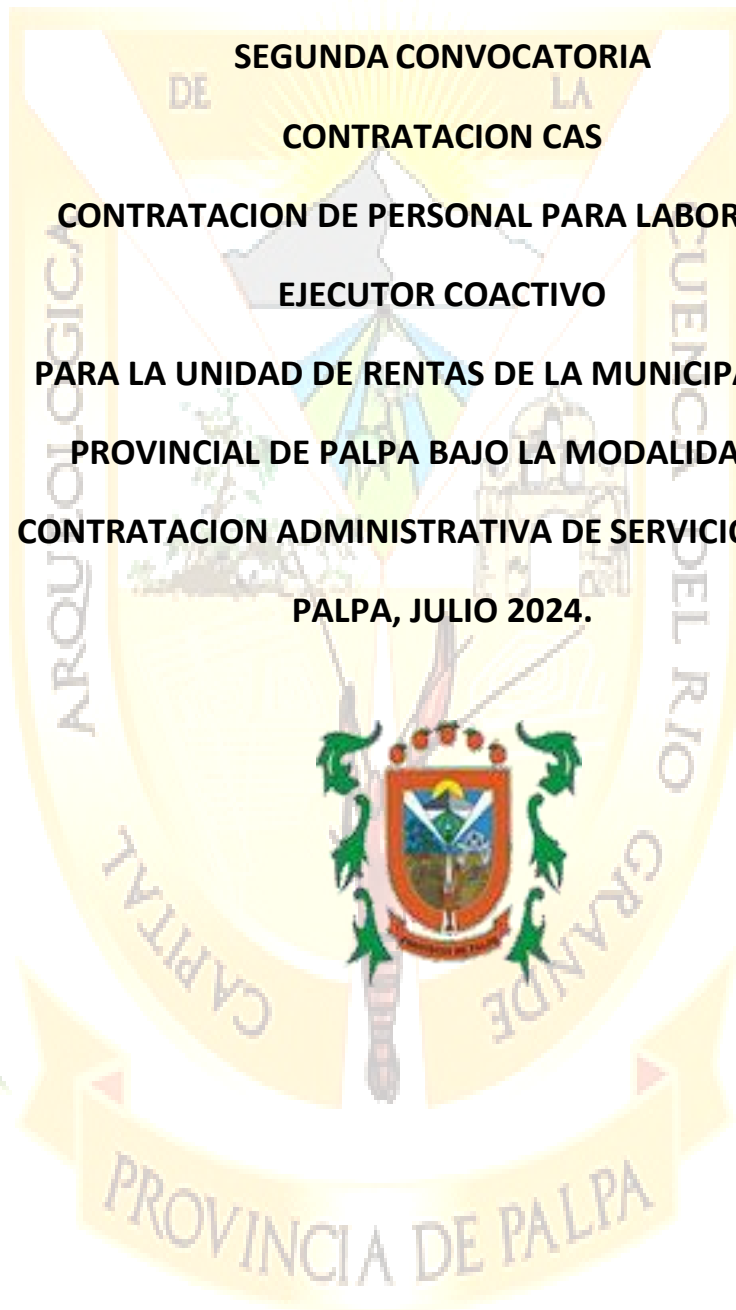 SEGUNDA CONVOCATORIA
CONTRATACION CAS
CONTRATACION DE PERSONAL PARA LABOR
EJECUTOR COACTIVO
PARA LA UNIDAD DE RENTAS DE LA MUNICIPA
PROVINCIAL DE PALPA BAJO LA MODALIDA
CONTRATACION ADMINISTRATIVA DE SERVICIO
PALPA, JULIO 2024.
CAPITAL ARQUIOLOGICA
DE LA
CUENCA DEL RIO GRANDE
PROVINCIA DE PALPA